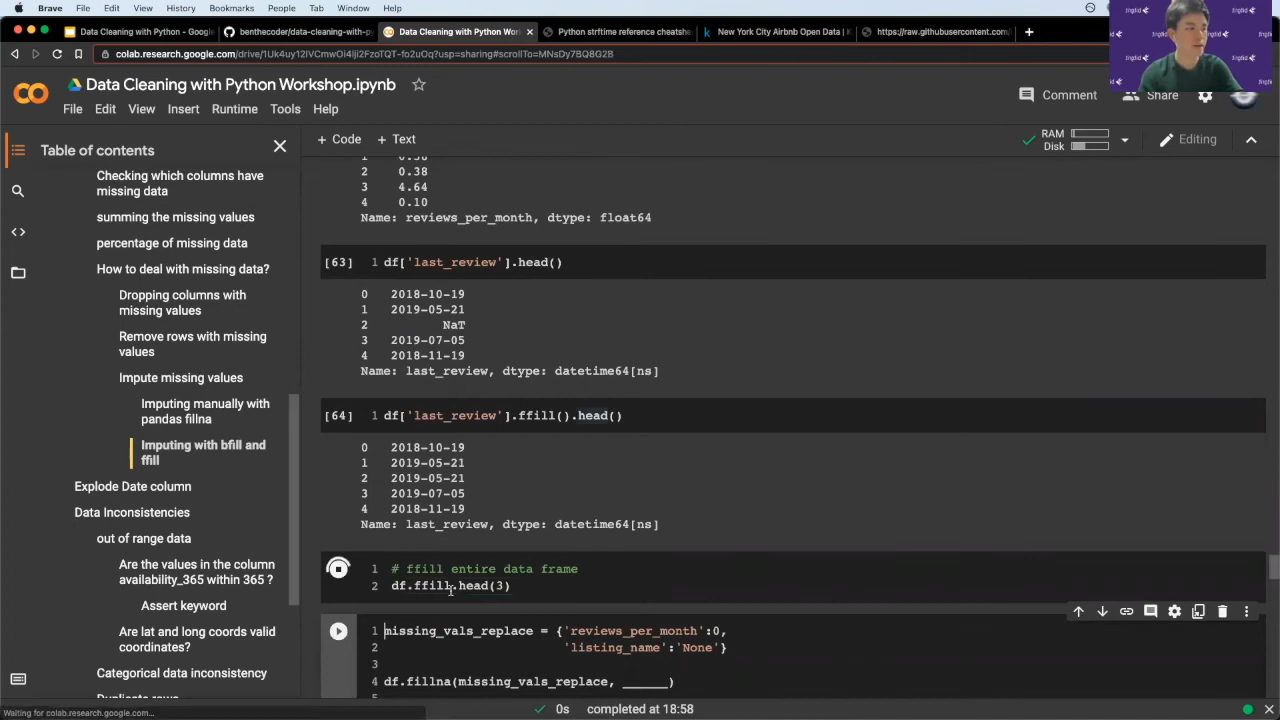 Brave File Edit View History Bookmarks People Tab Window Help
Data Cleaning with Python - Google
benthecoder/data-cleaning-with-py
Data Cleaning with Python Wor
Python strftime reference cheatshe
New York City Airbnb Open Data | K
https://raw.githubusercontent.com/
colab.research.google.com/drive/1Uk4uy12IVCmwOi4lji2FzoTQT-fo2uOq?usp=sharing#scrollTo=MNsDy7BQ8G2B
Data Cleaning with Python Workshop.ipynb
File Edit View Insert Runtime Tools Help
Comment
Share
+ Code + Text
RAM
Disk
Editing
Table of contents
Checking which columns have
missing data
summing the missing values
percentage of missing data
How to deal with missing data?
Dropping columns with
missing values
Remove rows with missing
values
Impute missing values
Imputing manually with
pandas fillna
Imputing with bfill and
ffill
Explode Date column
Data Inconsistencies
out of range data
Are the values in the column
availability_365 within 365 ?
Assert keyword
Are lat and long coords valid
coordinates?
Categorical data inconsistency
Duplicate rows
1 0.38
2 0.38
3 4.64
4 0.10
Name: reviews_per_month, dtype: float64
[63] 1 df['last_review'].head()
0 2018-10-19
1 2019-05-21
2 NaT
3 2019-07-05
4 2018-11-19
Name: last_review, dtype: datetime64[ns]
[64] 1 df['last_review'].ffill().head()
0 2018-10-19
1 2019-05-21
2 2019-05-21
3 2019-07-05
4 2018-11-19
Name: last_review, dtype: datetime64[ns]
1 # ffill entire data frame
2 df.ffill.head(3)
1 missing_vals_replace = {'reviews_per_month':0,
2 'listing_name':'None'}
3
4 df.fillna(missing_vals_replace, ______)
Waiting for colab.research.google.com...
0s completed at 18:58